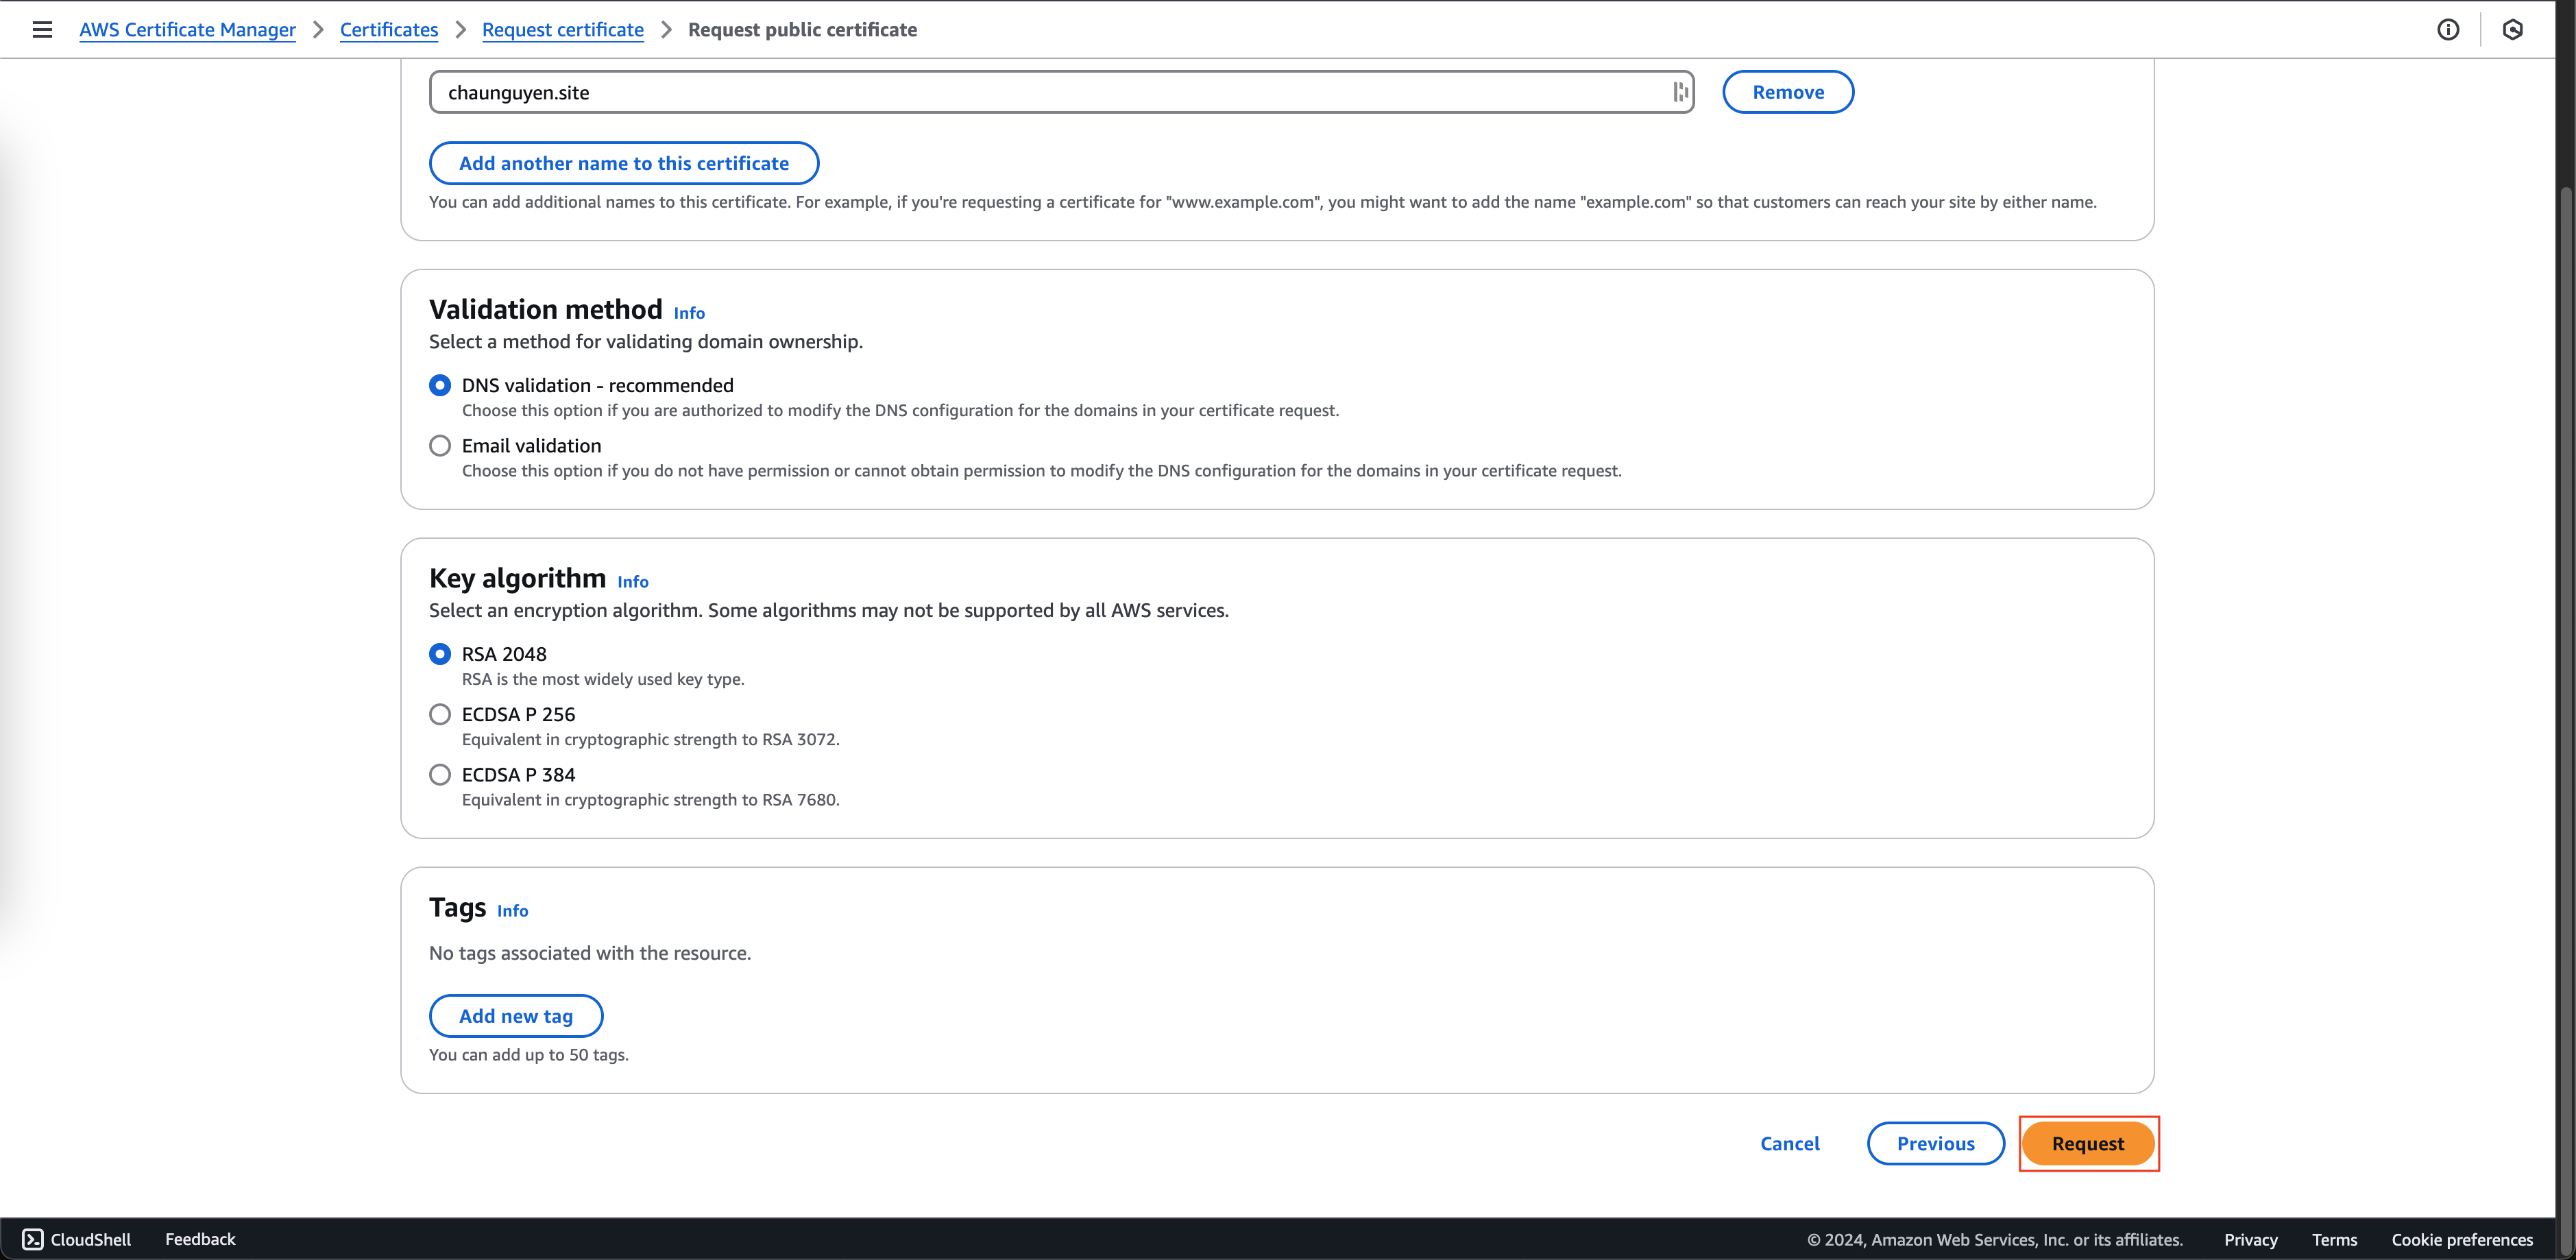 AWS Certificate Manager > Certificates > Request certificate > Request public certificate
chaunguyen.site Remove
Add another name to this certificate
You can add additional names to this certificate. For example, if you're requesting a certificate for "www.example.com", you might want to add the name "example.com" so that customers can reach your site by either name.
Validation method Info
Select a method for validating domain ownership.
DNS validation - recommended
Choose this option if you are authorized to modify the DNS configuration for the domains in your certificate request.
Email validation
Choose this option if you do not have permission or cannot obtain permission to modify the DNS configuration for the domains in your certificate request.
Key algorithm Info
Select an encryption algorithm. Some algorithms may not be supported by all AWS services.
RSA 2048
RSA is the most widely used key type.
ECDSA P 256
Equivalent in cryptographic strength to RSA 3072.
ECDSA P 384
Equivalent in cryptographic strength to RSA 7680.
Tags Info
No tags associated with the resource.
Add new tag
You can add up to 50 tags.
Cancel Previous Request
CloudShell Feedback © 2024, Amazon Web Services, Inc. or its affiliates. Privacy Terms Cookie preferences